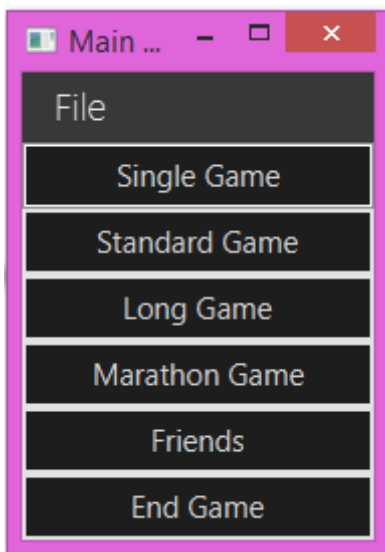 Main ...
File
Single Game
Standard Game
Long Game
Marathon Game
Friends
End Game